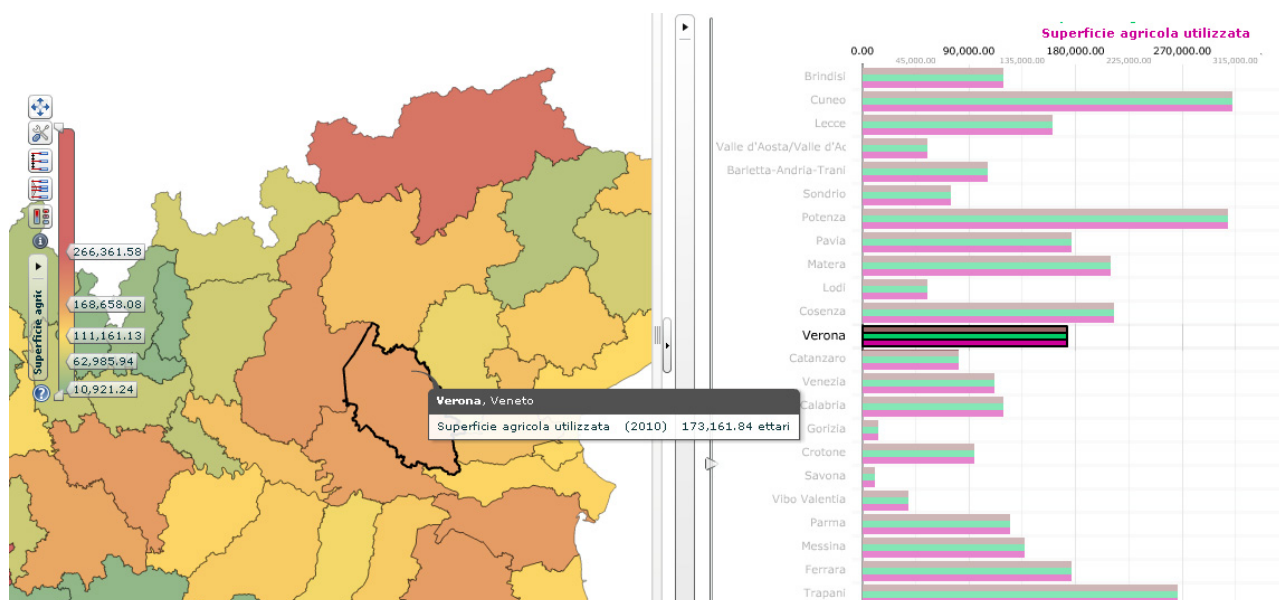 266,361.58
168,658.08
111,161.13
62,985.94
10,921.24
Superficie agric
Verona, Veneto
Superficie agricola utilizzata (2010) 173,161.84 ettari
Superficie agricola utilizzata
0.00 90,000.00 180,000.00 270,000.00
45,000.00 135,000.00 225,000.00 315,000.00
Brindisi
Cuneo
Lecce
Valle d'Aosta/Valle d'Ao
Barletta-Andria-Trani
Sondrio
Potenza
Pavia
Matera
Lodi
Cosenza
Verona
Catanzaro
Venezia
Calabria
Gorizia
Crotone
Savona
Vibo Valentia
Parma
Messina
Ferrara
Trapani